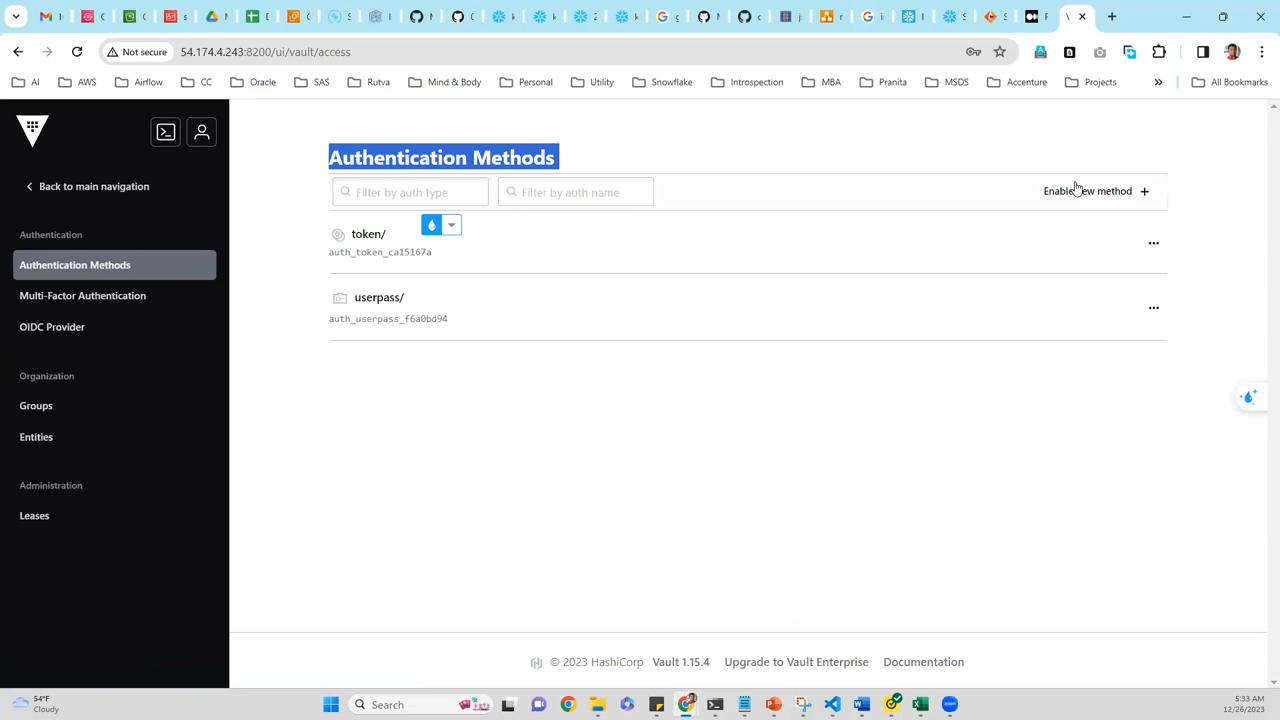 Not secure
54.174.4.243:8200/ui/vault/access
AI
AWS
Airflow
CC
Oracle
SAS
Rutva
Mind & Body
Personal
Utility
Snowflake
Introspection
MBA
Pranita
MSDS
Accenture
Projects
»
All Bookmarks
Back to main navigation
Authentication
Authentication Methods
Multi-Factor Authentication
OIDC Provider
Organization
Groups
Entities
Administration
Leases
Authentication Methods
Filter by auth type
Filter by auth name
Enable new method +
token/
auth_token_ca15167a
userpass/
auth_userpass_f6a0bd94
© 2023 HashiCorp Vault 1.15.4 Upgrade to Vault Enterprise Documentation
54°F
Cloudy
Search
5:33 AM
12/26/2023